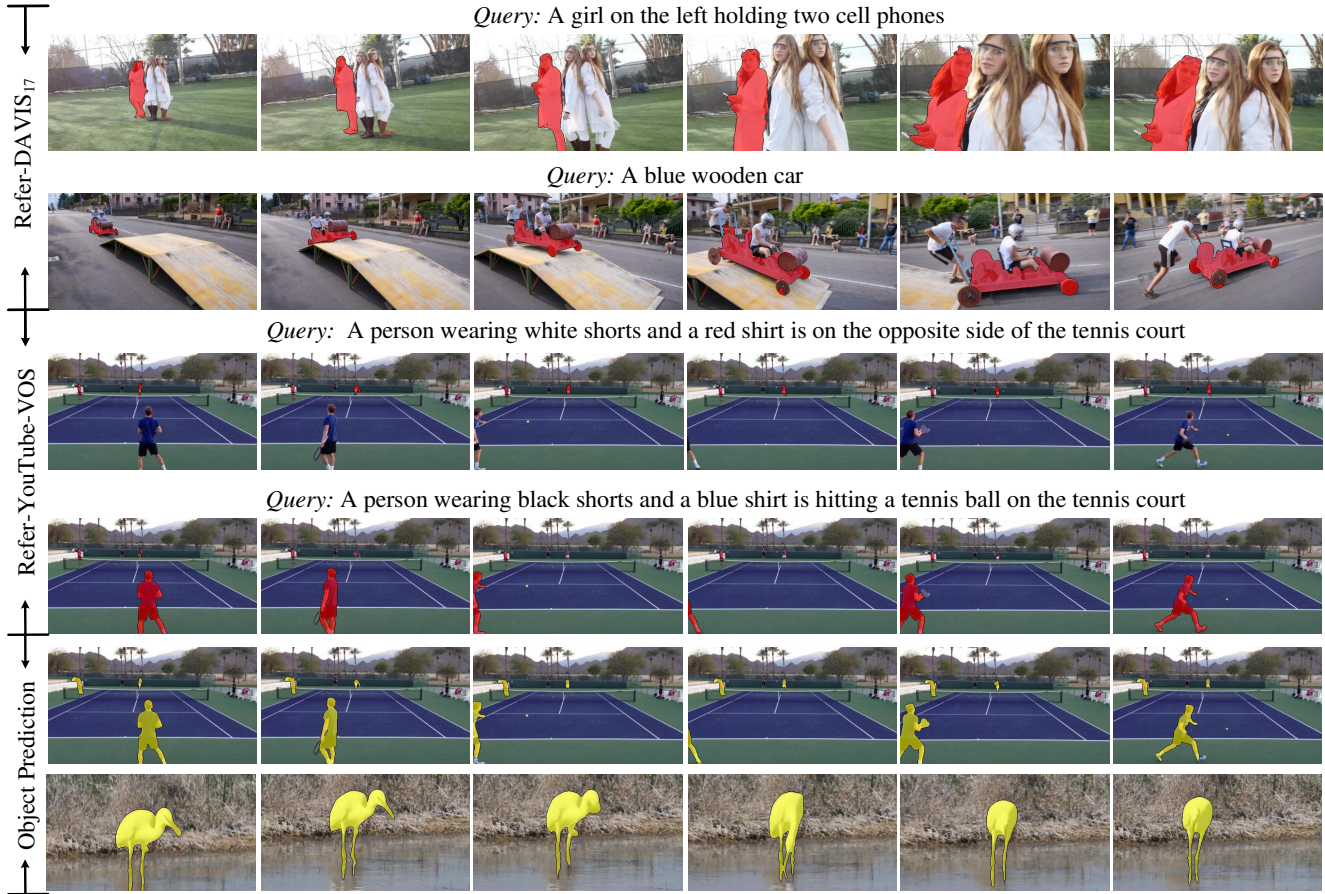 Query: A girl on the left holding two cell phones
Refer-DAVIS17
Query: A blue wooden car
Query: A person wearing white shorts and a red shirt is on the opposite side of the tennis court
Refer-YouTube-VOS
Query: A person wearing black shorts and a blue shirt is hitting a tennis ball on the tennis court
Object Prediction